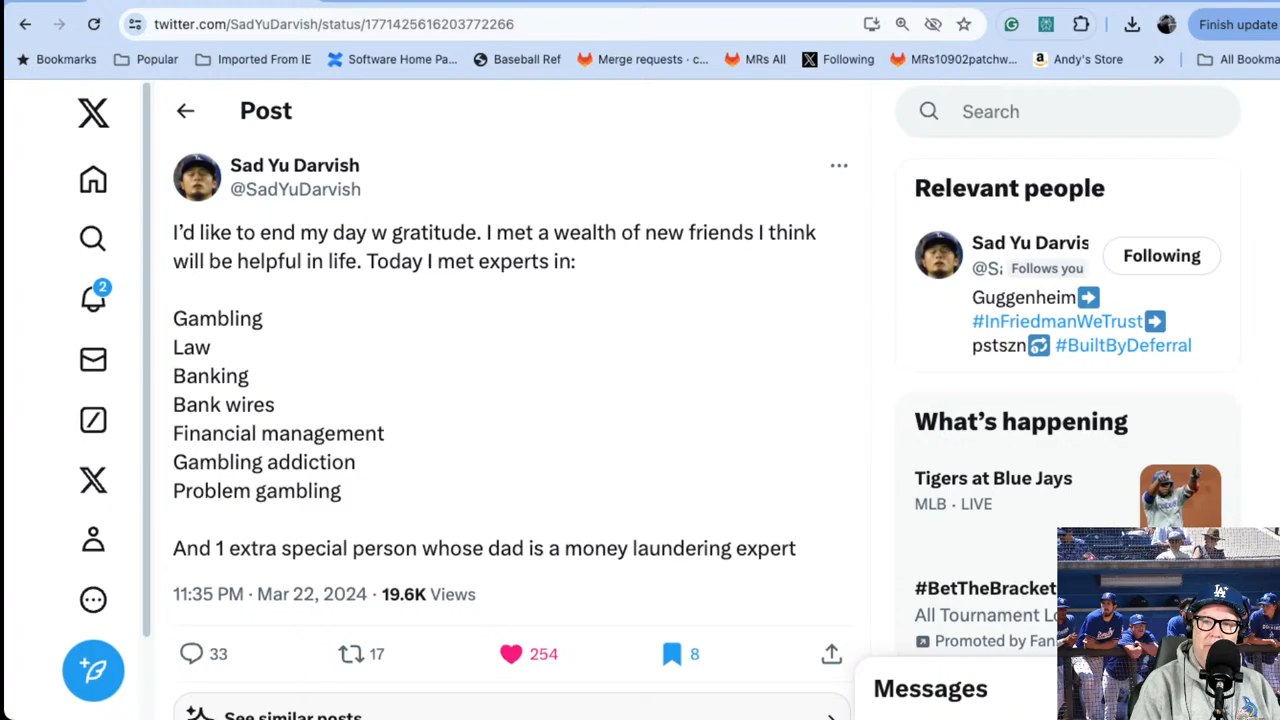 twitter.com/SadYuDarvish/status/1771425616203772266
Finish update
Bookmarks
Popular
Imported From IE
Software Home Pa...
Baseball Ref
Merge requests · c...
MRs All
Following
MRs10902patchw...
Andy's Store
»
All Bookma
Post
Sad Yu Darvish
@SadYuDarvish
I'd like to end my day w gratitude. I met a wealth of new friends I think
will be helpful in life. Today I met experts in:
Gambling
Law
Banking
Bank wires
Financial management
Gambling addiction
Problem gambling
And 1 extra special person whose dad is a money laundering expert
11:35 PM · Mar 22, 2024 · 19.6K Views
33
17
254
8
See similar posts
2
Search
Relevant people
Sad Yu Darvis
Following
@Sa
Follows you
Guggenheim➡️
#InFriedmanWeTrust➡️
pstszn🔁 #BuiltByDeferral
What's happening
Tigers at Blue Jays
MLB · LIVE
#BetTheBracket
All Tournament Lo
Promoted by Fan
Messages
LA